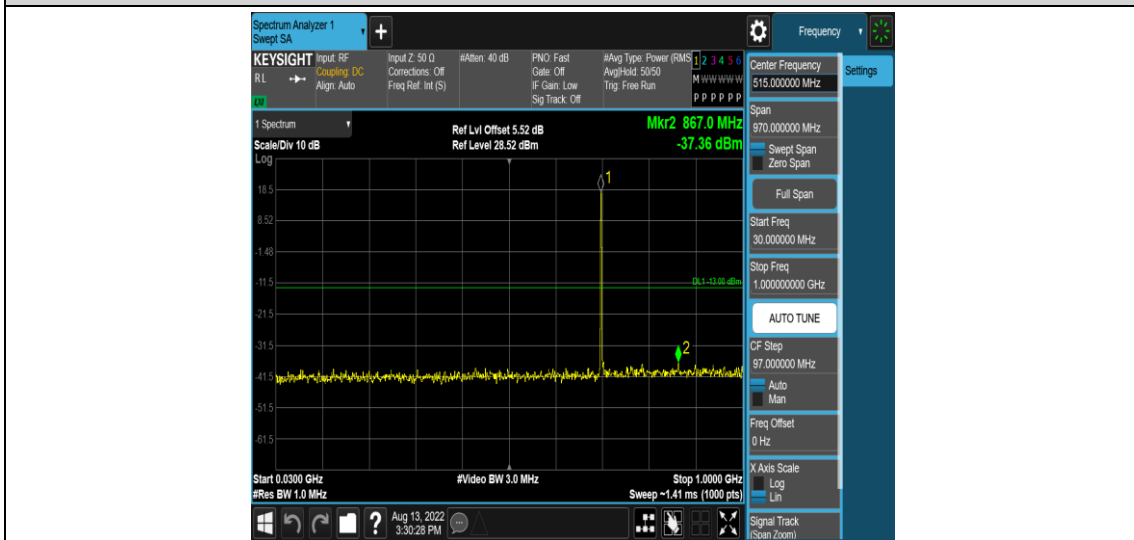 Spectrum Analyzer 1
Swept SA
+
Frequency
KEYSIGHT
RL
LXI
Input: RF
Coupling: DC
Align: Auto
Input Z: 50 Ω
Corrections: Off
Freq Ref: Int (S)
#Atten: 40 dB
PNO: Fast
Gate: Off
IF Gain: Low
Sig Track: Off
#Avg Type: Power (RMS
Avg|Hold: 50/50
Trig: Free Run
1 2 3 4 5 6
M W W W W W
P P P P P P
1 Spectrum
Scale/Div 10 dB
Log
Ref Lvl Offset 5.52 dB
Ref Level 28.52 dBm
Mkr2 867.0 MHz
-37.36 dBm
1
18.5
8.52
-1.48
-11.5
DL1 -13.00 dBm
-21.5
-31.5
2
-41.5
-51.5
-61.5
Start 0.0300 GHz
#Video BW 3.0 MHz
Stop 1.0000 GHz
#Res BW 1.0 MHz
Sweep ~1.41 ms (1000 pts)
?
Aug 13, 2022
3:30:28 PM
Center Frequency
515.000000 MHz
Settings
Span
970.000000 MHz
Swept Span
Zero Span
Full Span
Start Freq
30.000000 MHz
Stop Freq
1.000000000 GHz
AUTO TUNE
CF Step
97.000000 MHz
Auto
Man
Freq Offset
0 Hz
X Axis Scale
Log
Lin
Signal Track
(Span Zoom)